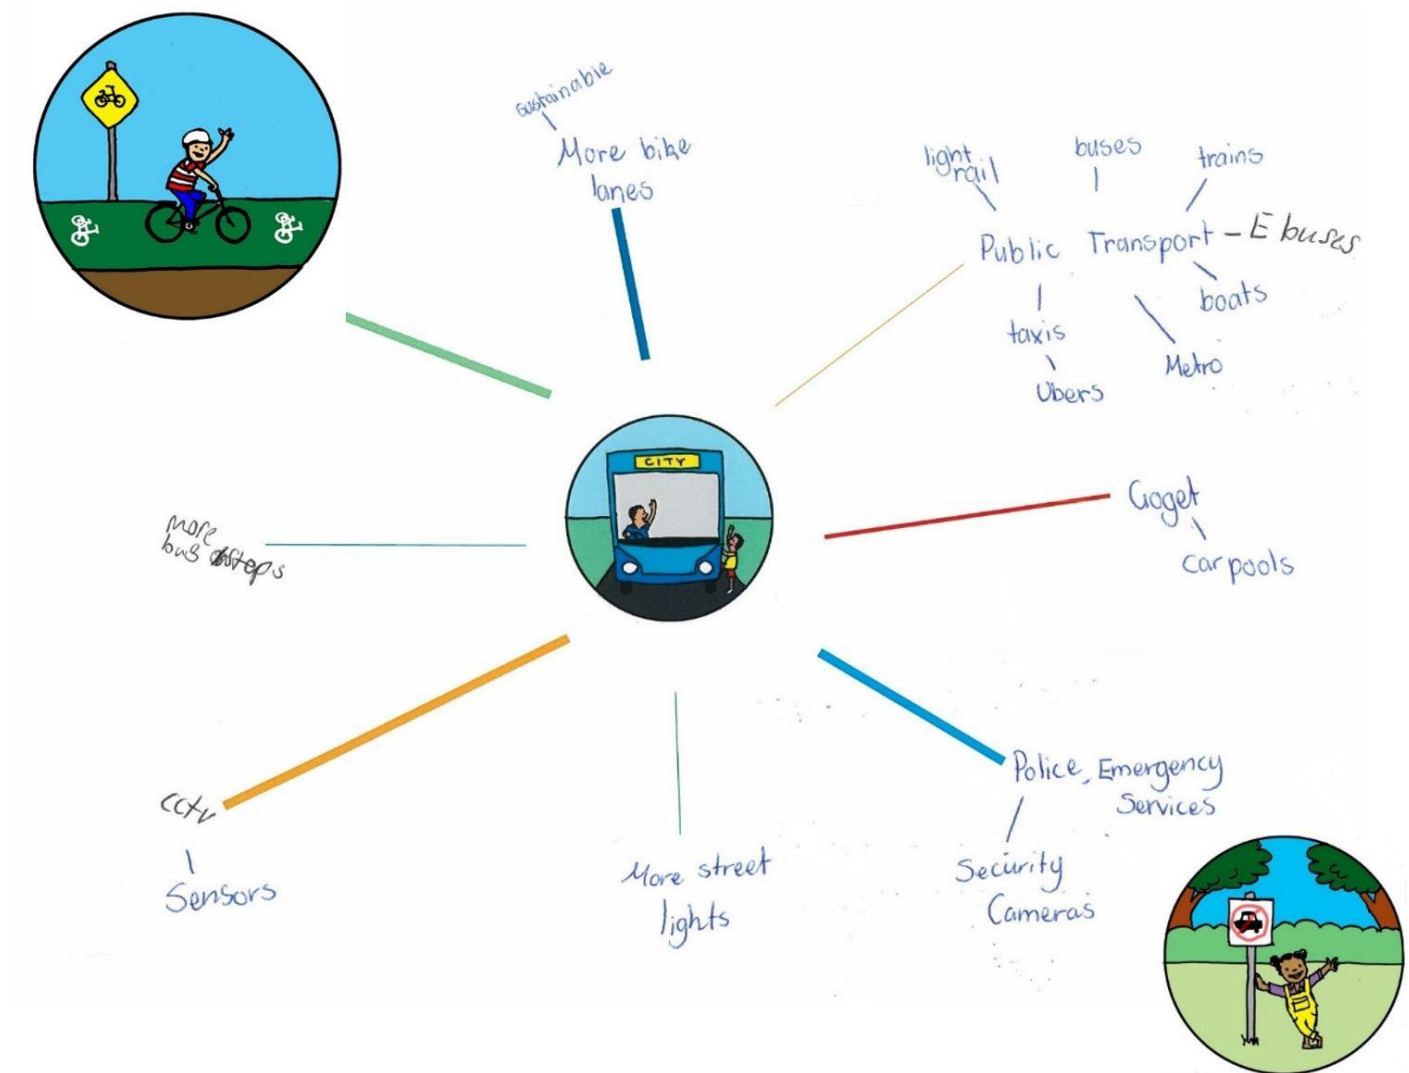 sustainable
More bike
lanes
light
rail
buses
trains
Public Transport - E buses
boats
taxis
Metro
Ubers
CITY
Goget
carpools
more
bus stops
Police, Emergency
Services
Security
Cameras
cctv
Sensors
More street
lights